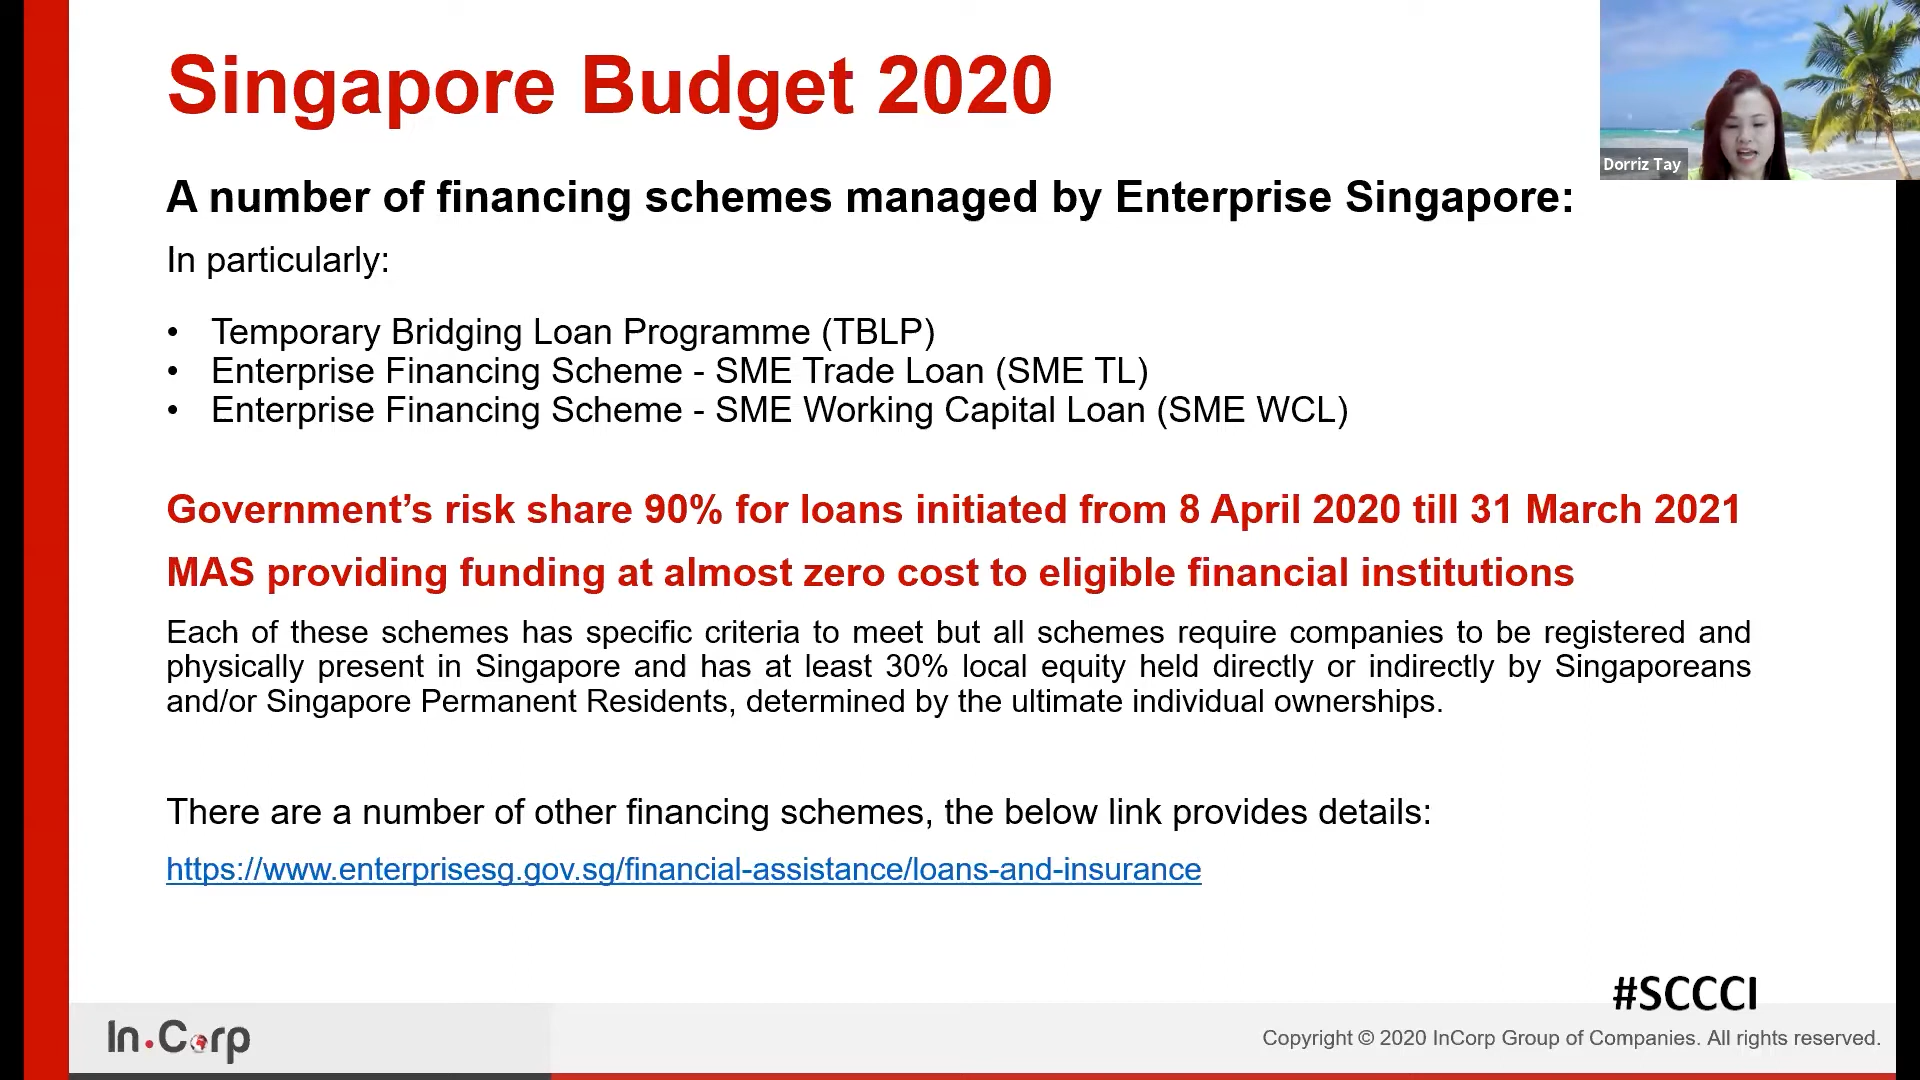 Singapore Budget 2020
Dorriz Tay
A number of financing schemes managed by Enterprise Singapore:
In particularly:
• Temporary Bridging Loan Programme (TBLP)
• Enterprise Financing Scheme - SME Trade Loan (SME TL)
• Enterprise Financing Scheme - SME Working Capital Loan (SME WCL)
Government’s risk share 90% for loans initiated from 8 April 2020 till 31 March 2021
MAS providing funding at almost zero cost to eligible financial institutions
Each of these schemes has specific criteria to meet but all schemes require companies to be registered and
physically present in Singapore and has at least 30% local equity held directly or indirectly by Singaporeans
and/or Singapore Permanent Residents, determined by the ultimate individual ownerships.
There are a number of other financing schemes, the below link provides details:
https://www.enterprisesg.gov.sg/financial-assistance/loans-and-insurance
#SCCCI
In.Corp
Copyright © 2020 InCorp Group of Companies. All rights reserved.